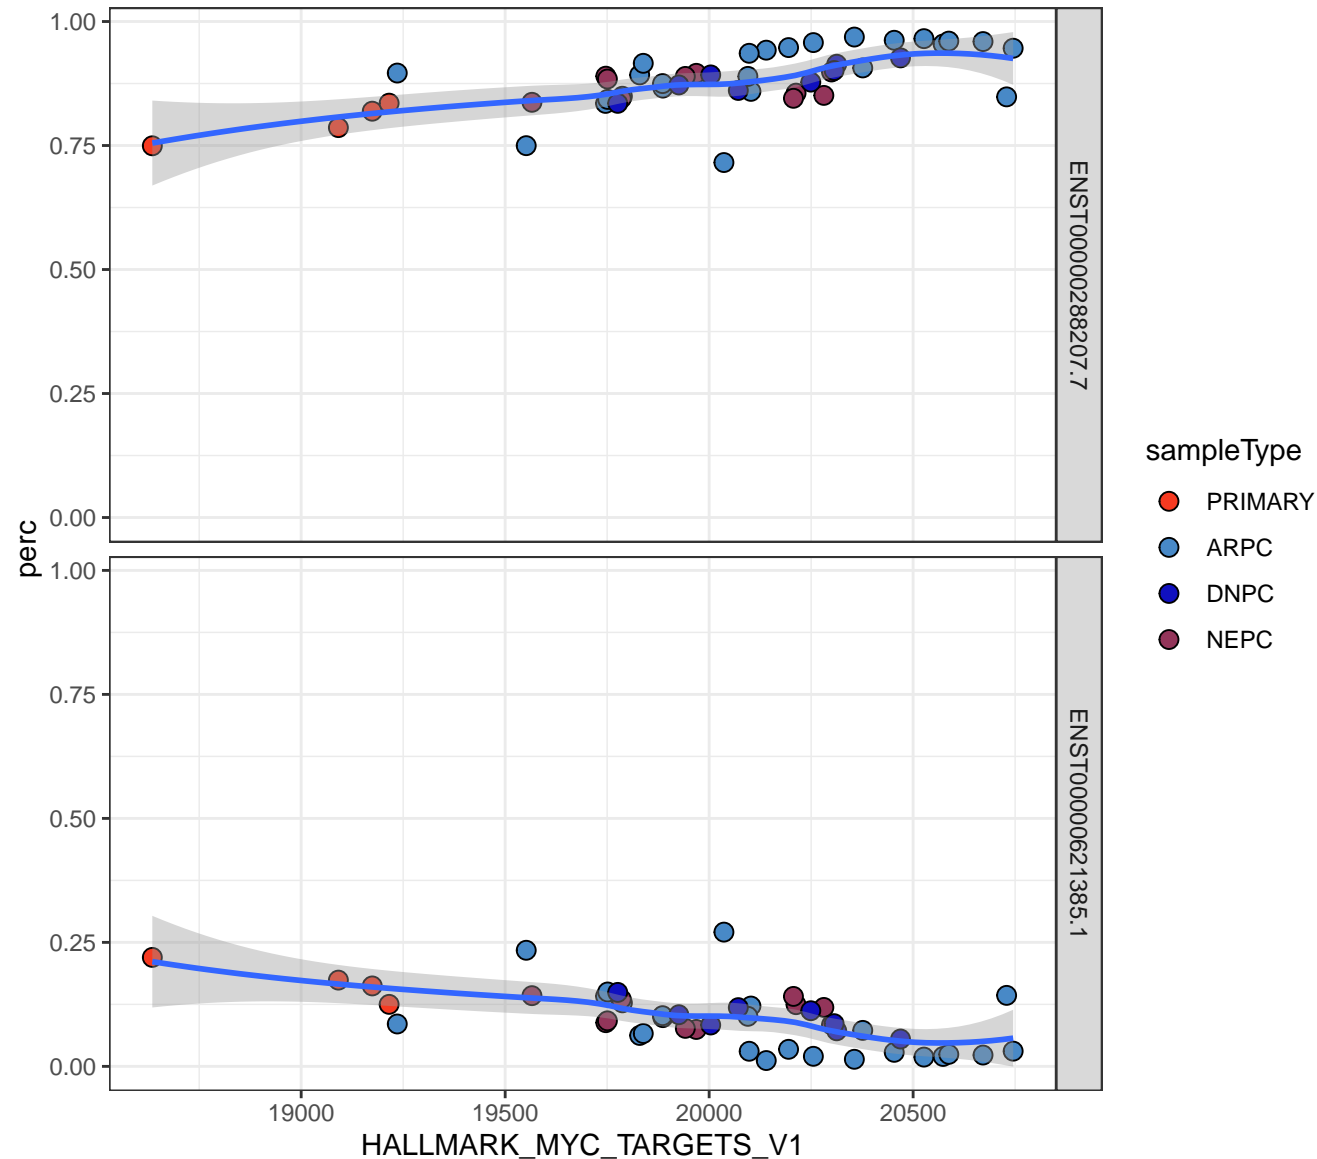 1.00
0.75
0.50
0.25
0.00
ENST00000288207.7
1.00
0.75
0.50
0.25
0.00
ENST00000621385.1
perc
19000 19500 20000 20500
HALLMARK_MYC_TARGETS_V1
sampleType
PRIMARY
ARPC
DNPC
NEPC